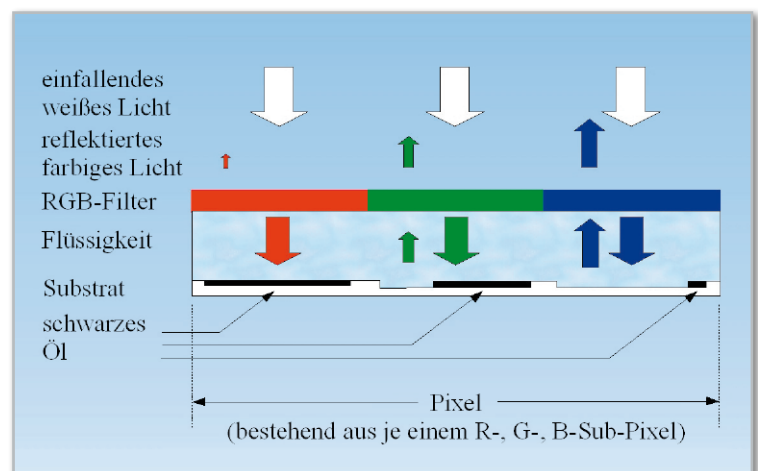 einfallendes
weißes Licht
reflektiertes
farbiges Licht
RGB-Filter
Flüssigkeit
Substrat
schwarzes
Öl
Pixel
(bestehend aus je einem R-, G-, B-Sub-Pixel)